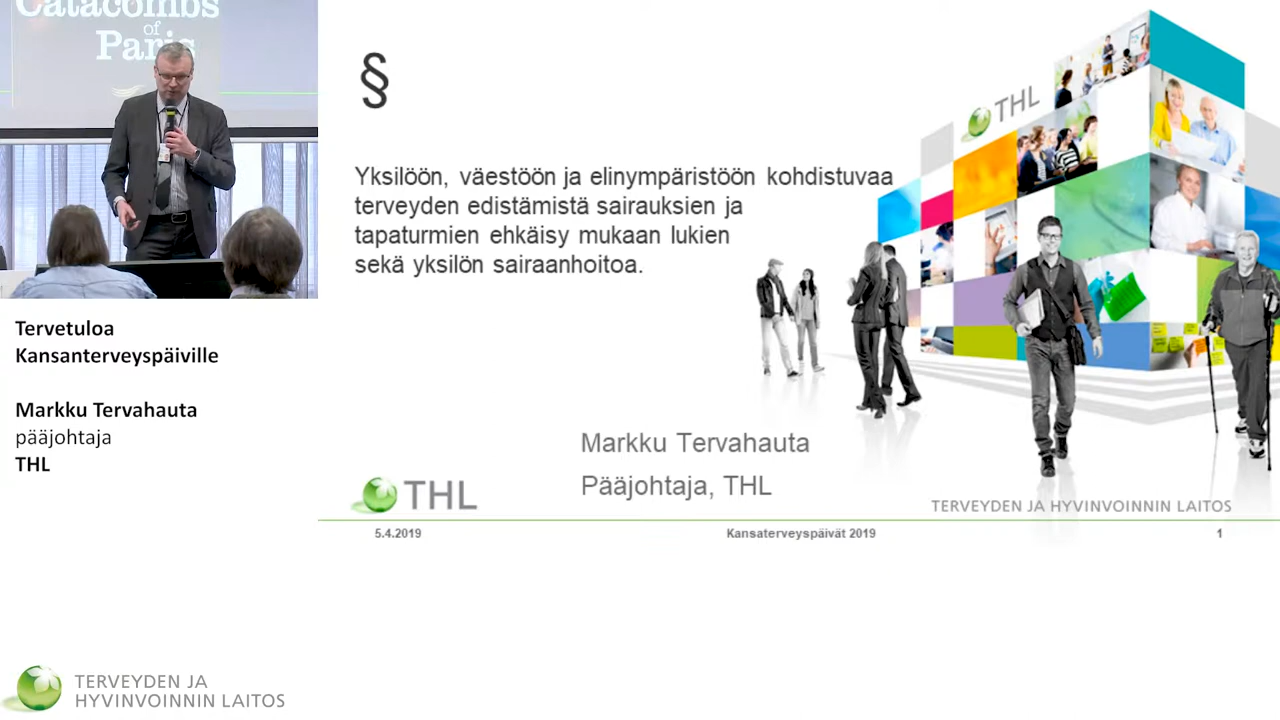 Catacombs
of
Paris
Tervetuloa
Kansanterveyspäiville
Markku Tervahauta
pääjohtaja
THL
TERVEYDEN JA
HYVINVOINNIN LAITOS
§
Yksilöön, väestöön ja elinympäristöön kohdistuvaa
terveyden edistämistä sairauksien ja
tapaturmien ehkäisy mukaan lukien
sekä yksilön sairaanhoitoa.
THL
Markku Tervahauta
Pääjohtaja, THL
THL
TERVEYDEN JA HYVINVOINNIN LAITOS
5.4.2019
Kansaterveyspäivät 2019
1